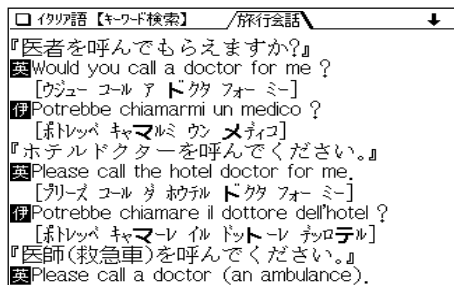 イタリア語【キーワード検索】 旅行会話 ↓
『医者を呼んでもらえますか?』
英Would you call a doctor for me ?
[ウジュー コール ア ドクタ フォー ミー]
伊Potrebbe chiamarmi un medico ?
[ポトレッベ キャマルミ ウン メディコ]
『ホテルドクターを呼んでください。』
英Please call the hotel doctor for me.
[プリーズ コール ダ ホウテル ドクタ フォー ミー]
伊Potrebbe chiamare il dottore dell'hotel ?
[ポトレッベ キャマーレ イル ドットーレ デッロテル]
『医師(救急車)を呼んでください。』
英Please call a doctor (an ambulance).